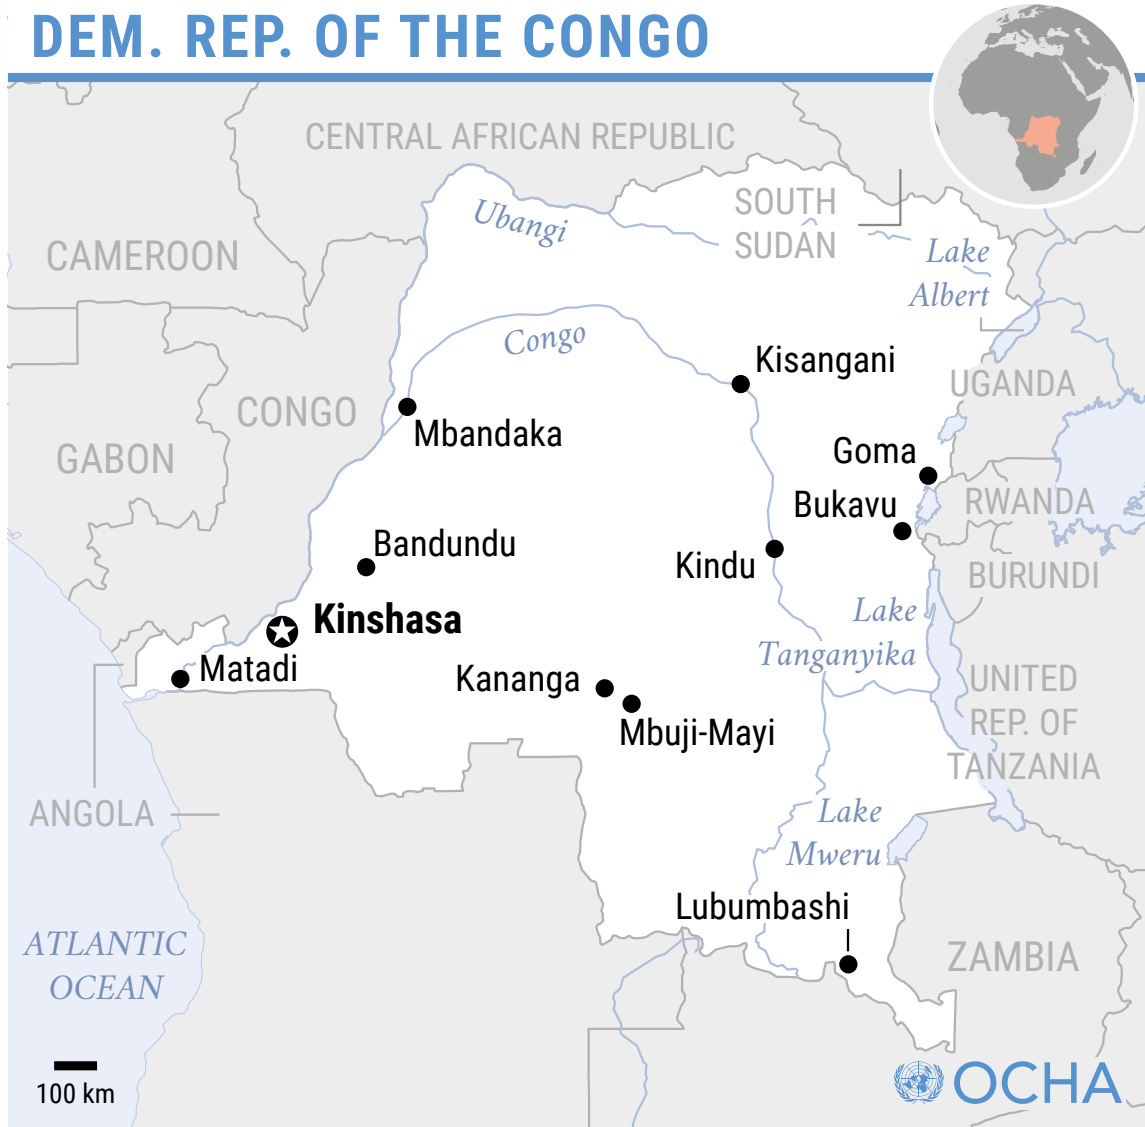 DEM. REP. OF THE CONGO
CENTRAL AFRICAN REPUBLIC
SOUTH
SUDAN
Ubangi
CAMEROON
Lake
Albert
Congo
Kisangani
UGANDA
CONGO
Mbandaka
GABON
Goma
RWANDA
Bukavu
Bandundu
Kindu
BURUNDI
Kinshasa
Lake
Tanganyika
Matadi
Kananga
UNITED
REP. OF
TANZANIA
Mbuji-Mayi
ANGOLA
Lake
Mweru
Lubumbashi
ATLANTIC
OCEAN
ZAMBIA
100 km
OCHA